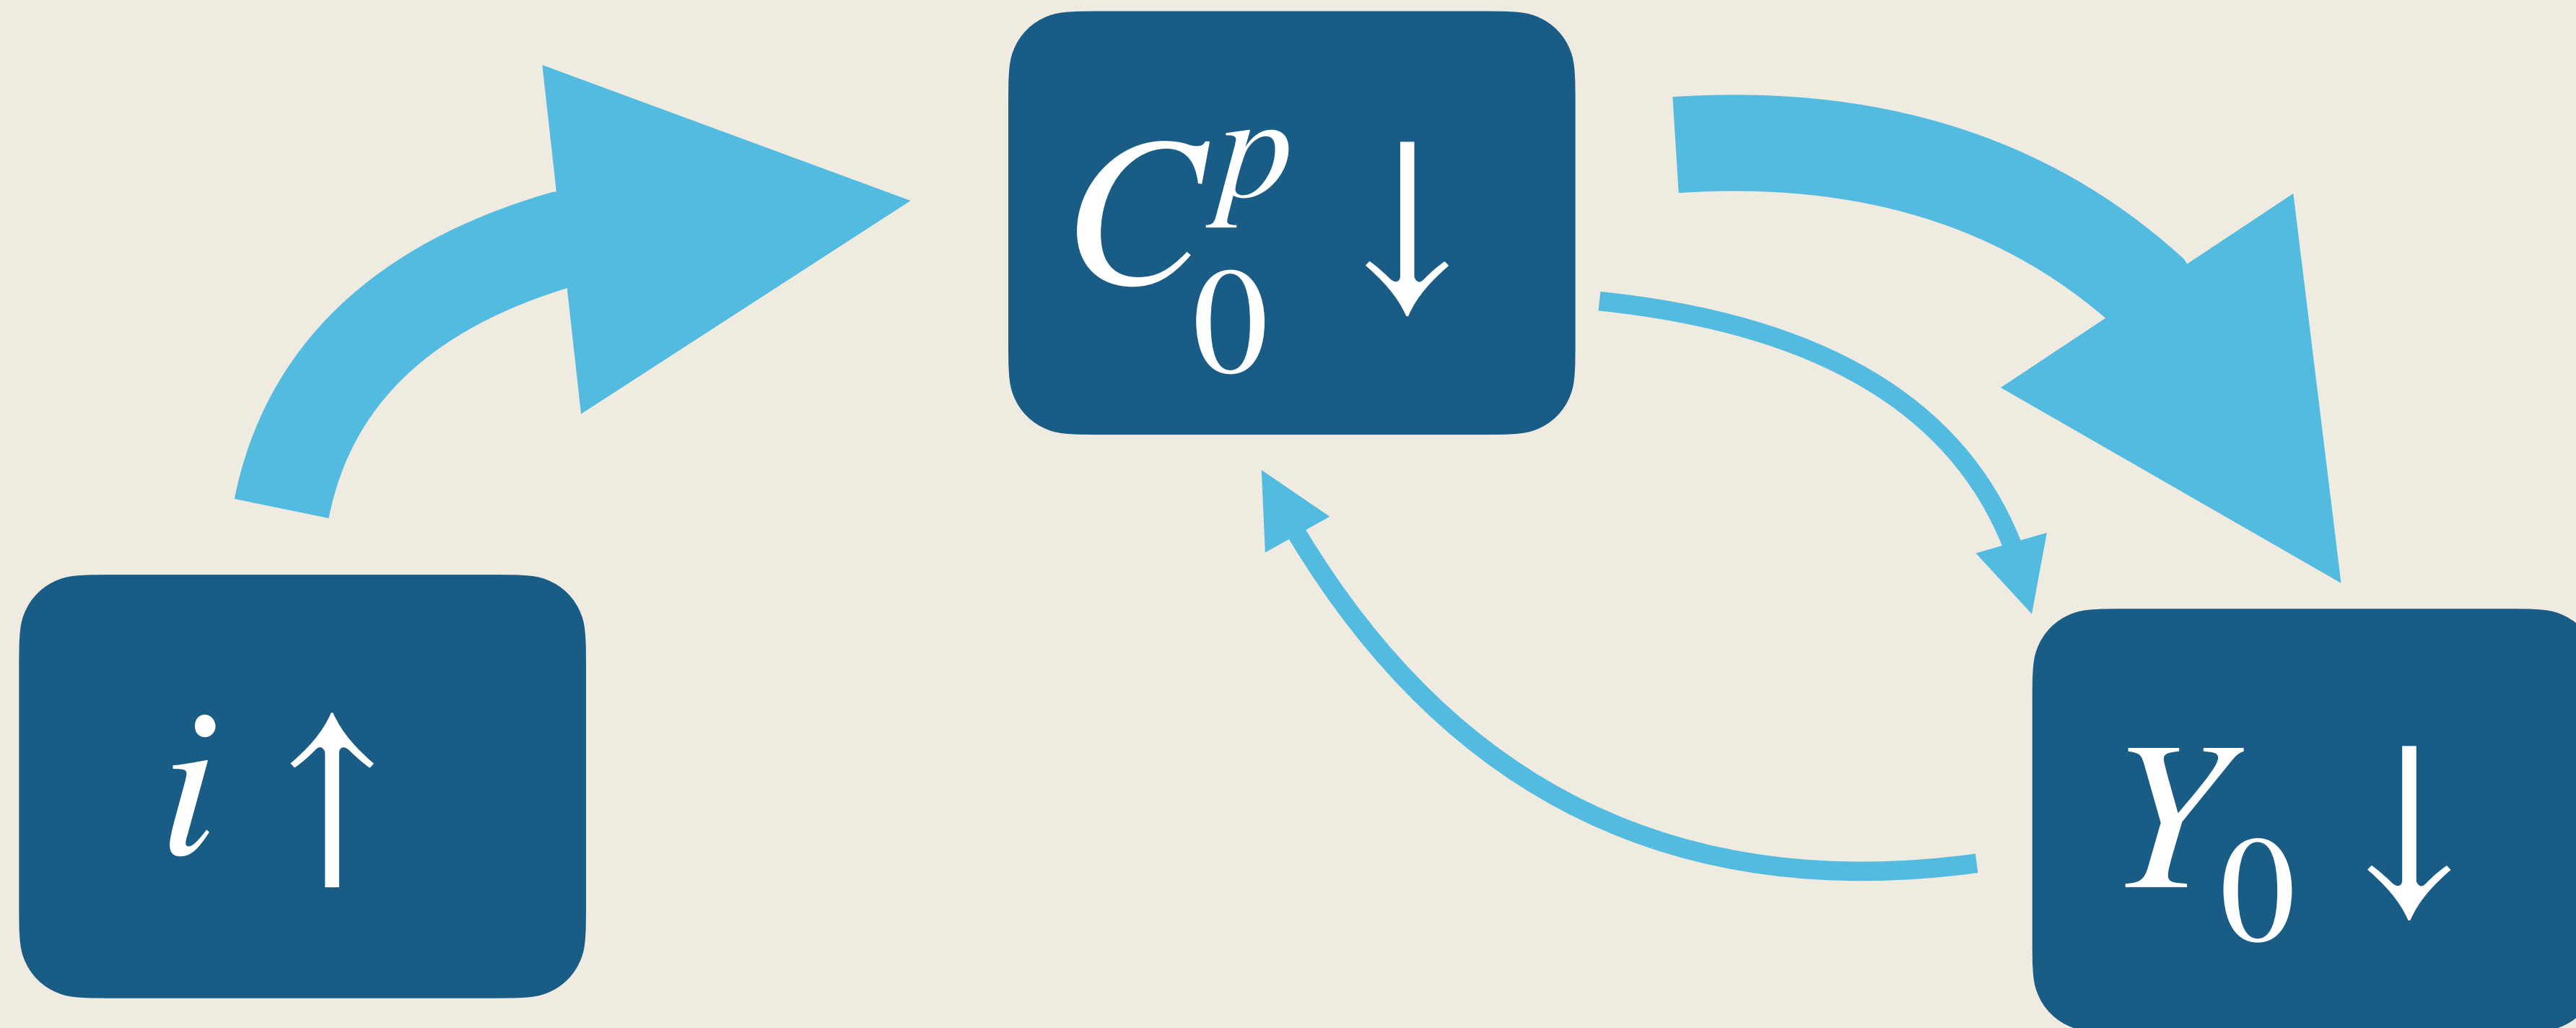 C₀ᵖ ↓
i ↑
Y₀ ↓